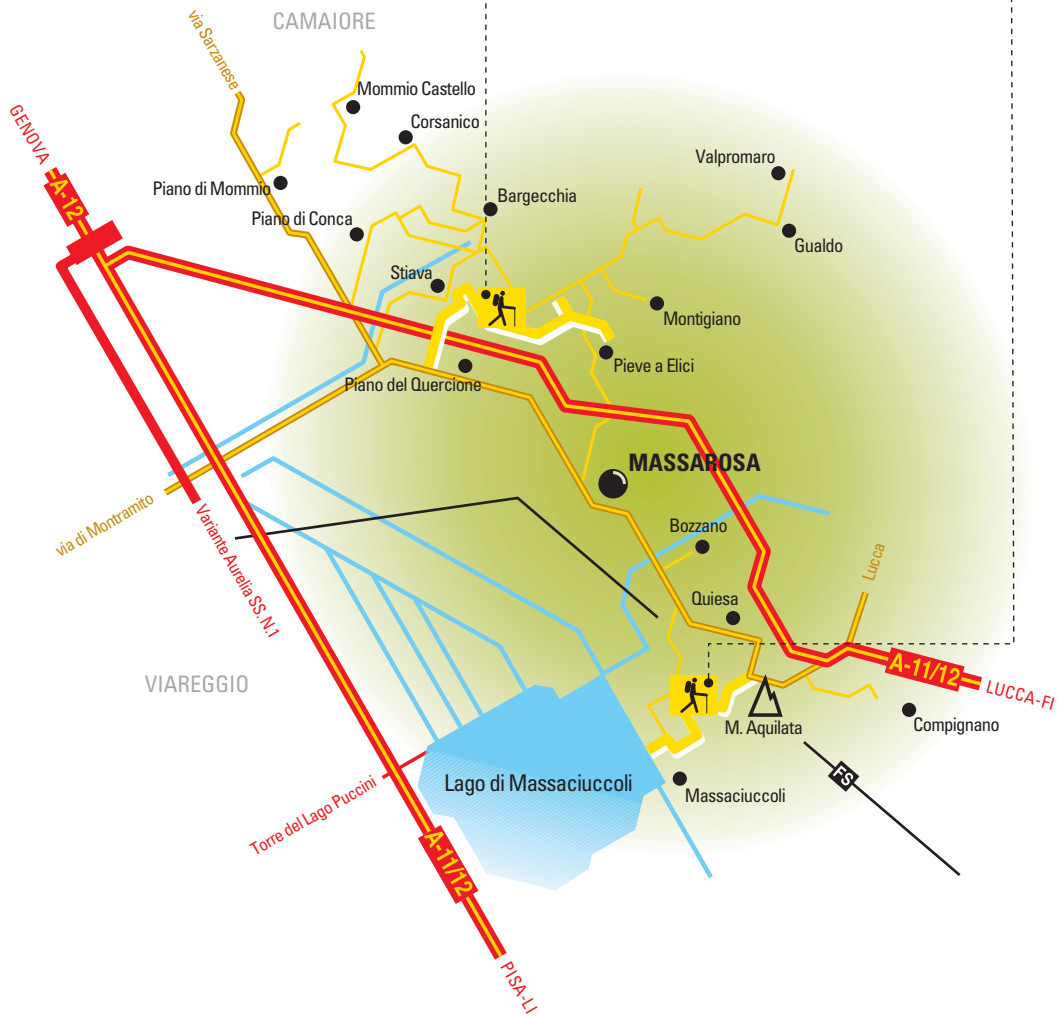 CAMAIORE
via Sarzanese
Mommio Castello
GENOVA
Corsanico
A-12
Valpromaro
Piano di Mommio
Bargecchia
Piano di Conca
Gualdo
Stiava
Montigiano
Pieve a Elici
Piano del Quercione
MASSAROSA
via di Montramito
Variante Aurelia SS. N.1
Bozzano
Lucca
Quiesa
A-11/12
LUCCA-FI
VIAREGGIO
M. Aquilata
Compignano
FS
Lago di Massaciuccoli
Massaciuccoli
Torre del Lago Puccini
A-11/12
PISA-LI